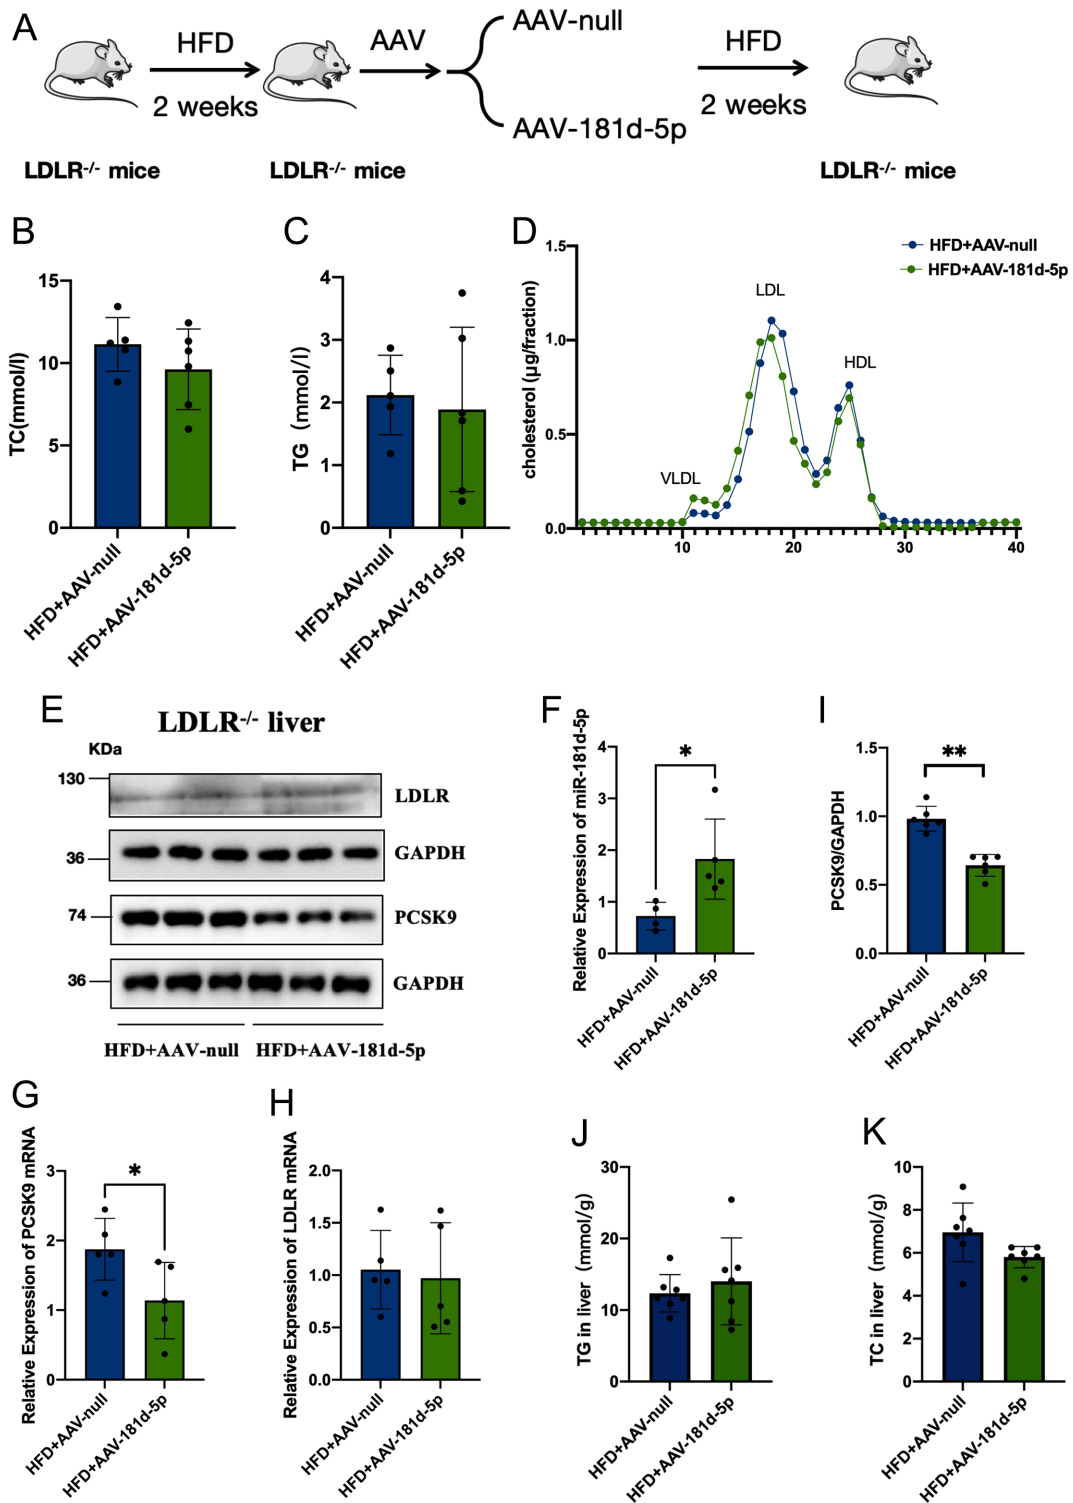 A
HFD
2 weeks
AAV
AAV-null
AAV-181d-5p
HFD
2 weeks
LDLR-/- mice
LDLR-/- mice
LDLR-/- mice
B
TC(mmol/l)
15
10
5
0
HFD+AAV-null
HFD+AAV-181d-5p
C
TG (mmol/l)
4
3
2
1
0
HFD+AAV-null
HFD+AAV-181d-5p
D
cholesterol (µg/fraction)
1.5
1.0
0.5
0.0
10
20
30
40
VLDL
LDL
HDL
HFD+AAV-null
HFD+AAV-181d-5p
E
LDLR-/- liver
KDa
130
LDLR
36
GAPDH
74
PCSK9
36
GAPDH
HFD+AAV-null
HFD+AAV-181d-5p
F
Relative Expression of miR-181d-5p
4
3
2
1
0
*
HFD+AAV-null
HFD+AAV-181d-5p
I
PCSK9/GAPDH
1.5
1.0
0.5
0.0
**
HFD+AAV-null
HFD+AAV-181d-5p
G
Relative Expression of PCSK9 mRNA
3
2
1
0
*
HFD+AAV-null
HFD+AAV-181d-5p
H
Relative Expression of LDLR mRNA
2.0
1.5
1.0
0.5
0.0
HFD+AAV-null
HFD+AAV-181d-5p
J
TG in liver (mmol/g)
30
20
10
0
HFD+AAV-null
HFD+AAV-181d-5p
K
TC in liver (mmol/g)
10
8
6
4
2
0
HFD+AAV-null
HFD+AAV-181d-5p